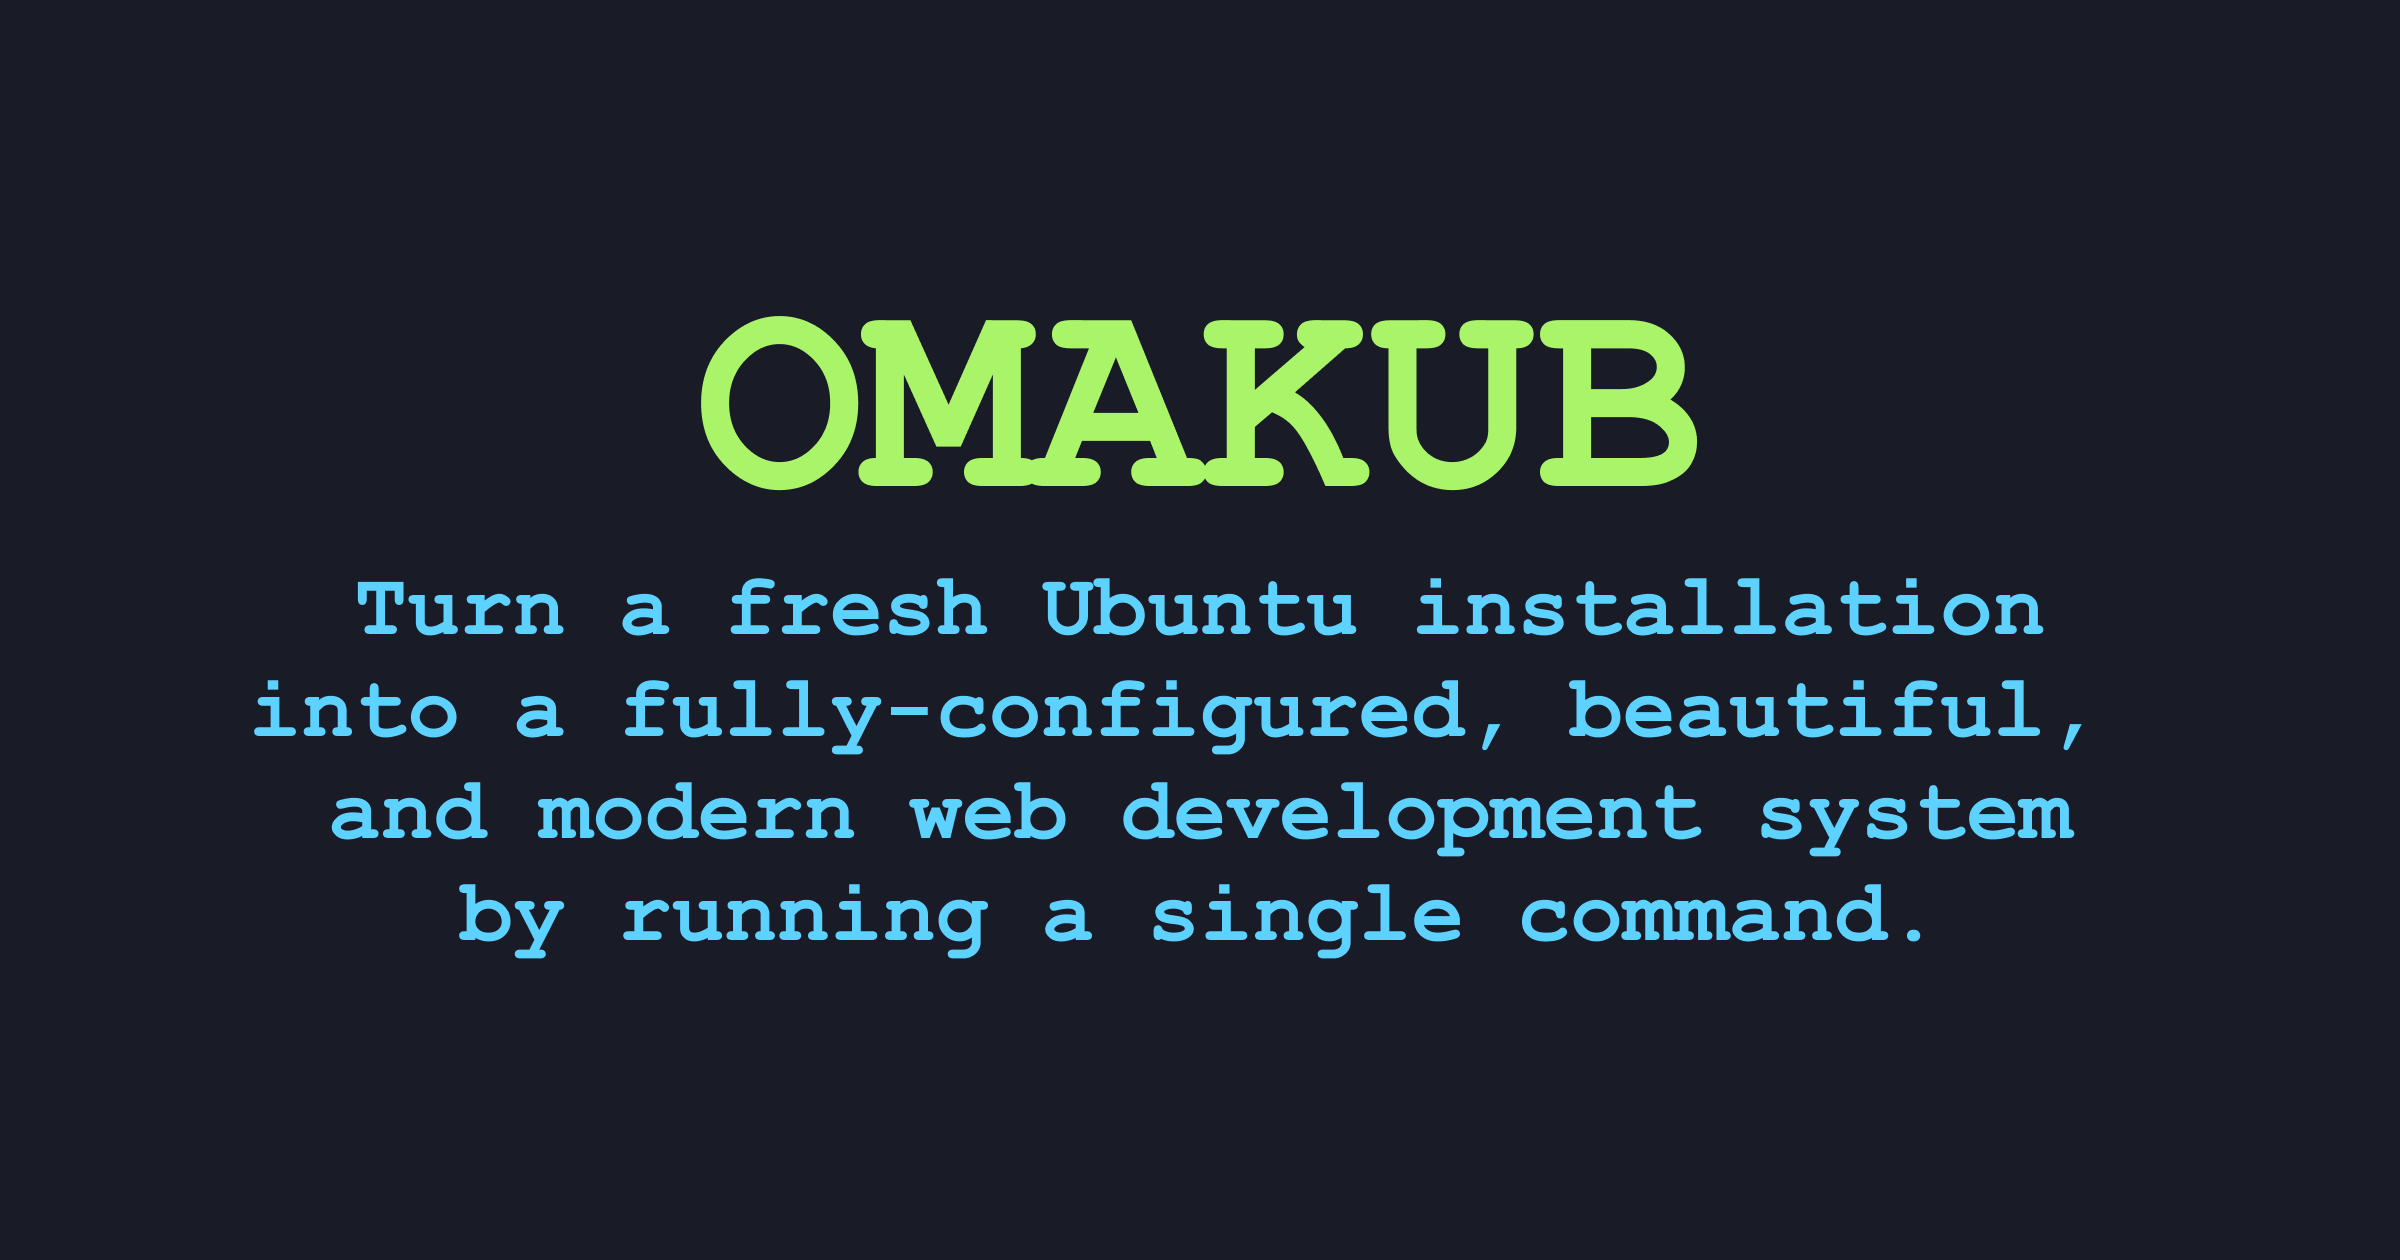 OMAKUB
Turn a fresh Ubuntu installation
into a fully-configured, beautiful,
and modern web development system
by running a single command.